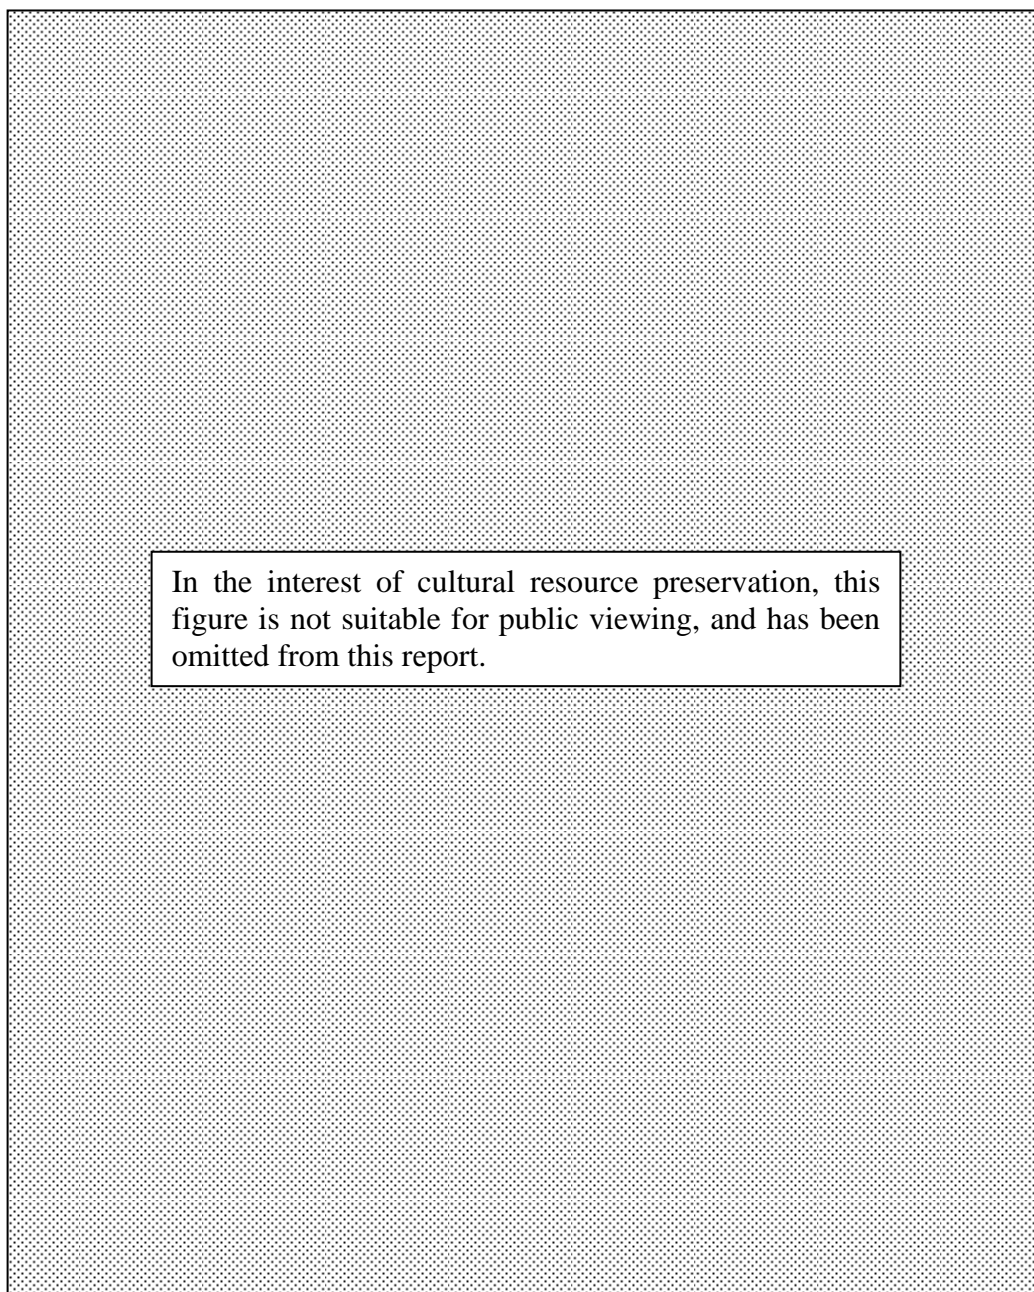 In the interest of cultural resource preservation, this
figure is not suitable for public viewing, and has been
omitted from this report.